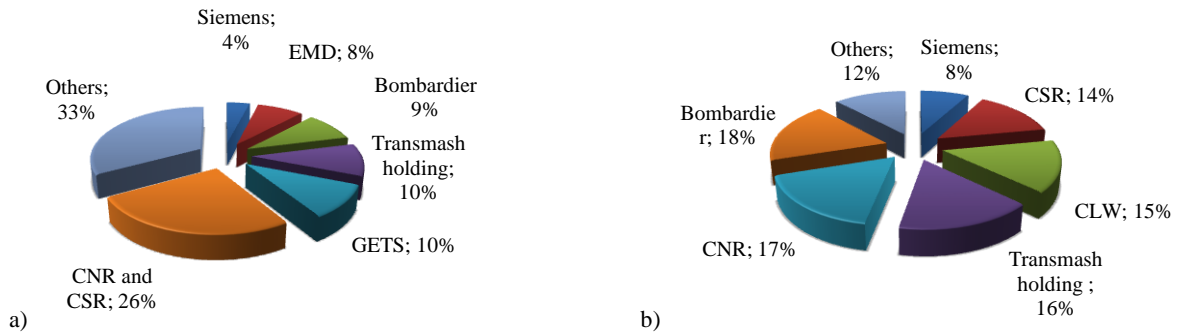 Siemens;
4%
EMD; 8%
Bombardier
9%
Transmash
holding;
10%
GETS; 10%
CNR and
CSR; 26%
Others;
33%
a)
Siemens;
8%
CSR; 14%
CLW; 15%
Transmash
holding ;
16%
CNR; 17%
Bombardie
r; 18%
Others;
12%
b)